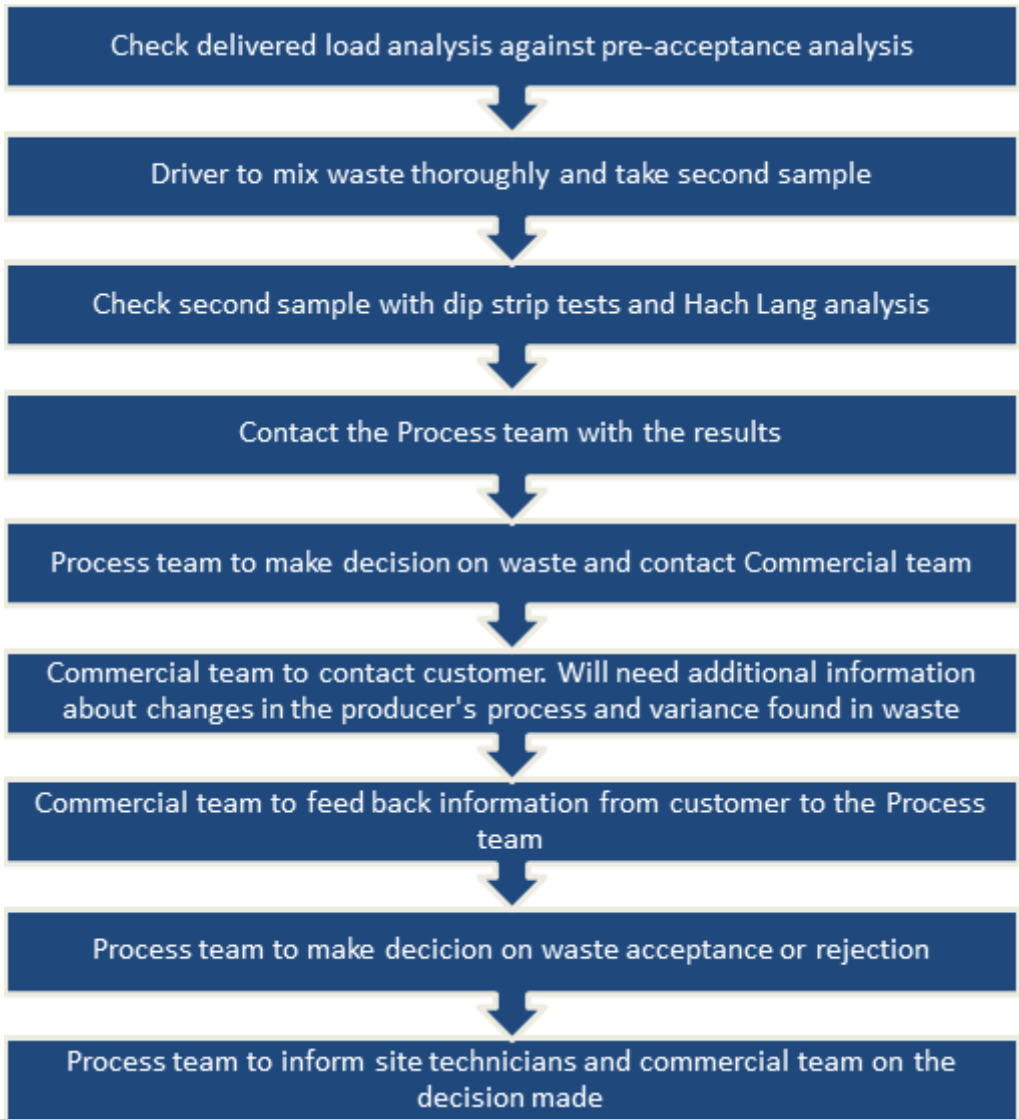 Check delivered load analysis against pre-acceptance analysis
Driver to mix waste thoroughly and take second sample
Check second sample with dip strip tests and Hach Lang analysis
Contact the Process team with the results
Process team to make decision on waste and contact Commercial team
Commercial team to contact customer. Will need additional information
about changes in the producer's process and variance found in waste
Commercial team to feed back information from customer to the Process
team
Process team to make decicion on waste acceptance or rejection
Process team to inform site technicians and commercial team on the
decision made